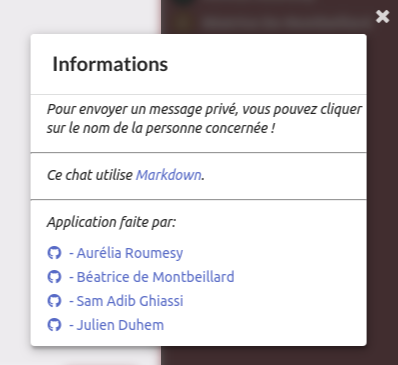 Informations
Pour envoyer un message privé, vous pouvez cliquer
sur le nom de la personne concernée !
Ce chat utilise Markdown.
Application faite par:
- Aurélia Roumesy
- Béatrice de Montbeillard
- Sam Adib Ghiassi
- Julien Duhem